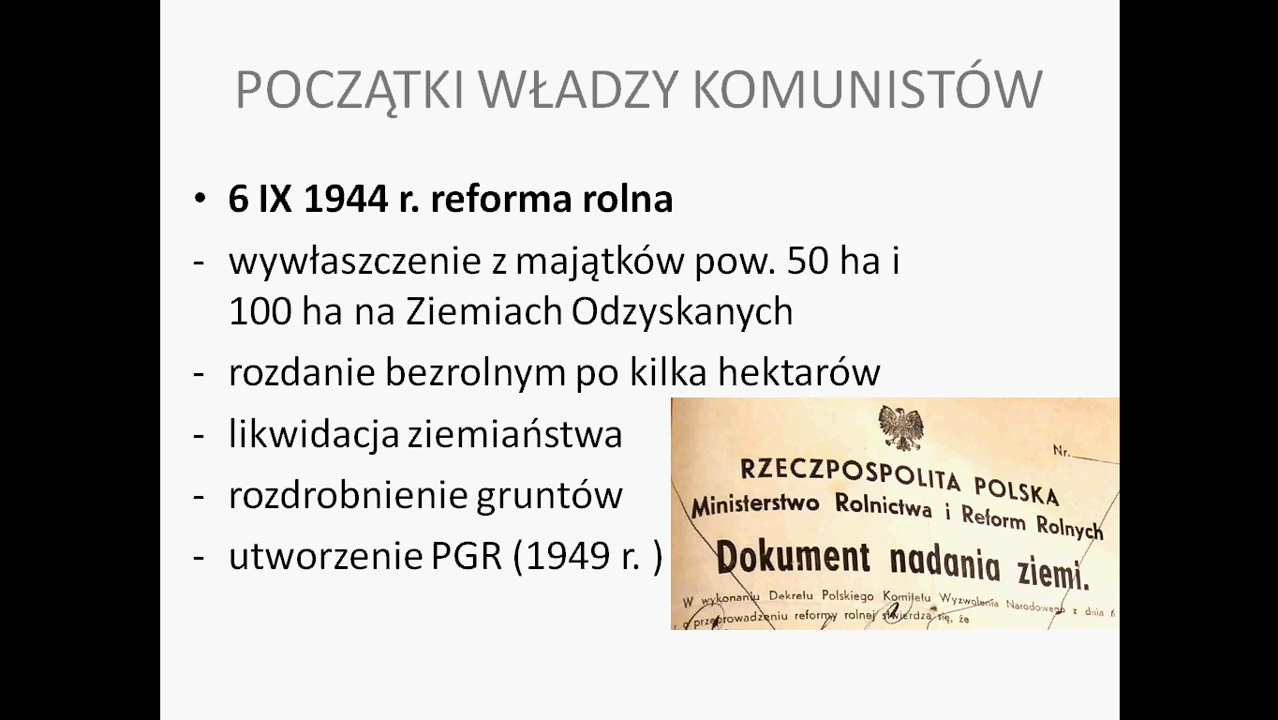 POCZĄTKI WŁADZY KOMUNISTÓW
• 6 IX 1944 r. reforma rolna
- wywłaszczenie z majątków pow. 50 ha i
100 ha na Ziemiach Odzyskanych
- rozdanie bezrolnym po kilka hektarów
- likwidacja ziemiaństwa
- rozdrobnienie gruntów
- utworzenie PGR (1949 r. )
Nr.
RZECZPOSPOLITA POLSKA
Ministerstwo Rolnictwa i Reform Rolnych
Dokument nadania ziemi.
W wykonaniu Dekretu Polskiego Komitetu Wyzwolenia Narodowego z dnia 6
o przeprowadzeniu reformy rolnej stwierdza się, że